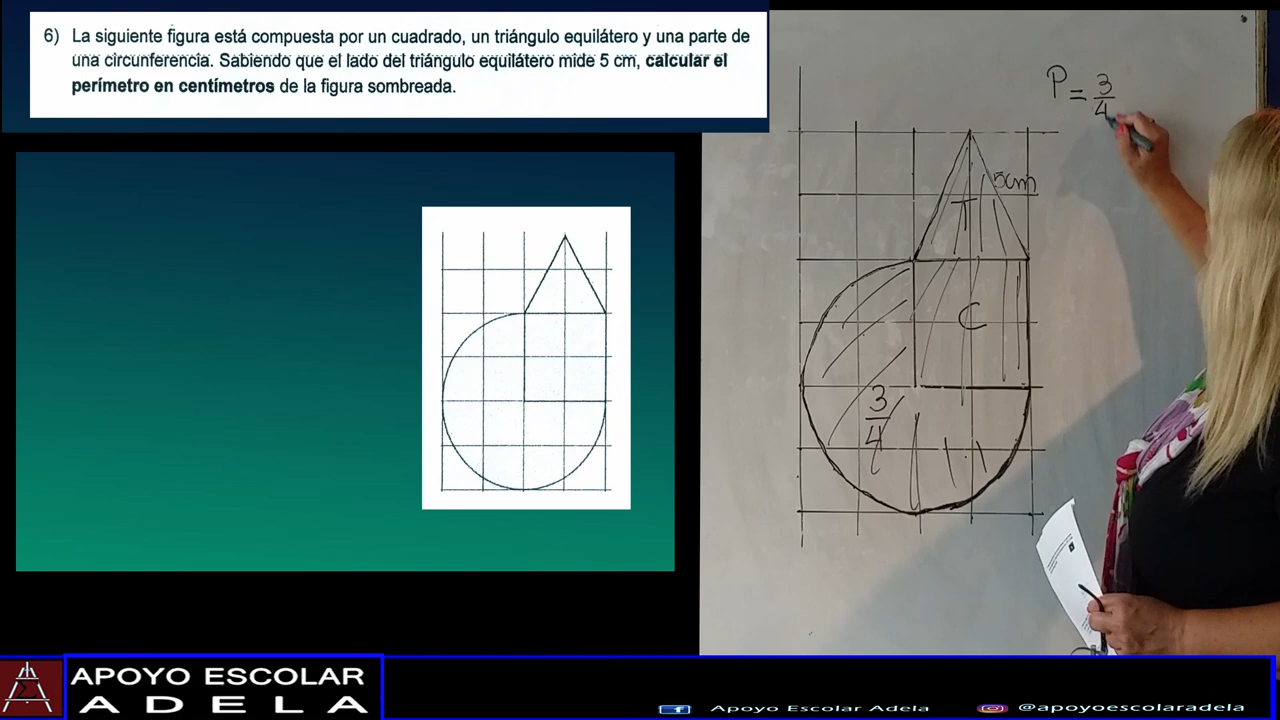 6) La siguiente figura está compuesta por un cuadrado, un triángulo equilátero y una parte de
una circunferencia. Sabiendo que el lado del triángulo equilátero mide 5 cm, calcular el
perímetro en centímetros de la figura sombreada.
P = 3/4
5cm
T
C
3/4
APOYO ESCOLAR
ADELA
Apoyo Escolar Adela
@apoyoescolaradela